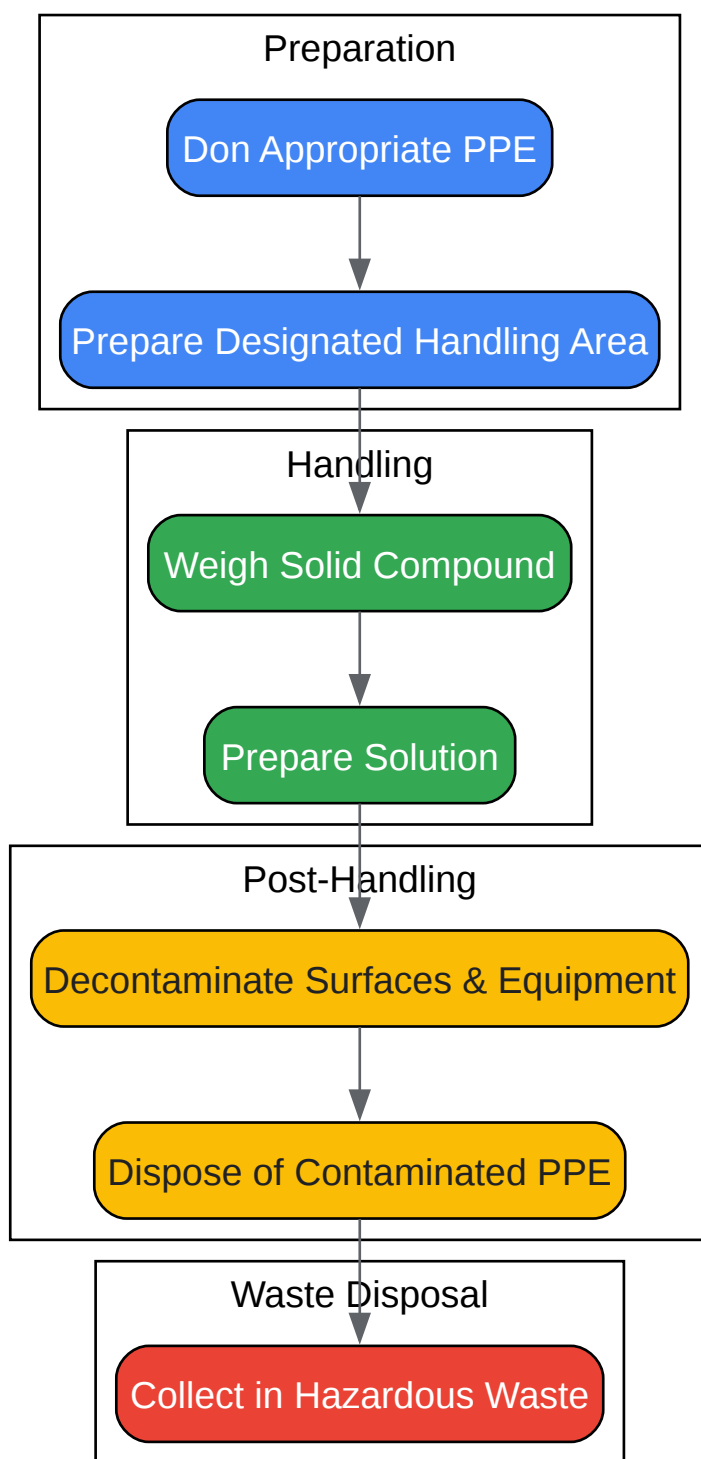 Preparation
Don Appropriate PPE
Prepare Designated Handling Area
Handling
Weigh Solid Compound
Prepare Solution
Post-Handling
Decontaminate Surfaces & Equipment
Dispose of Contaminated PPE
Waste Disposal
Collect in Hazardous Waste